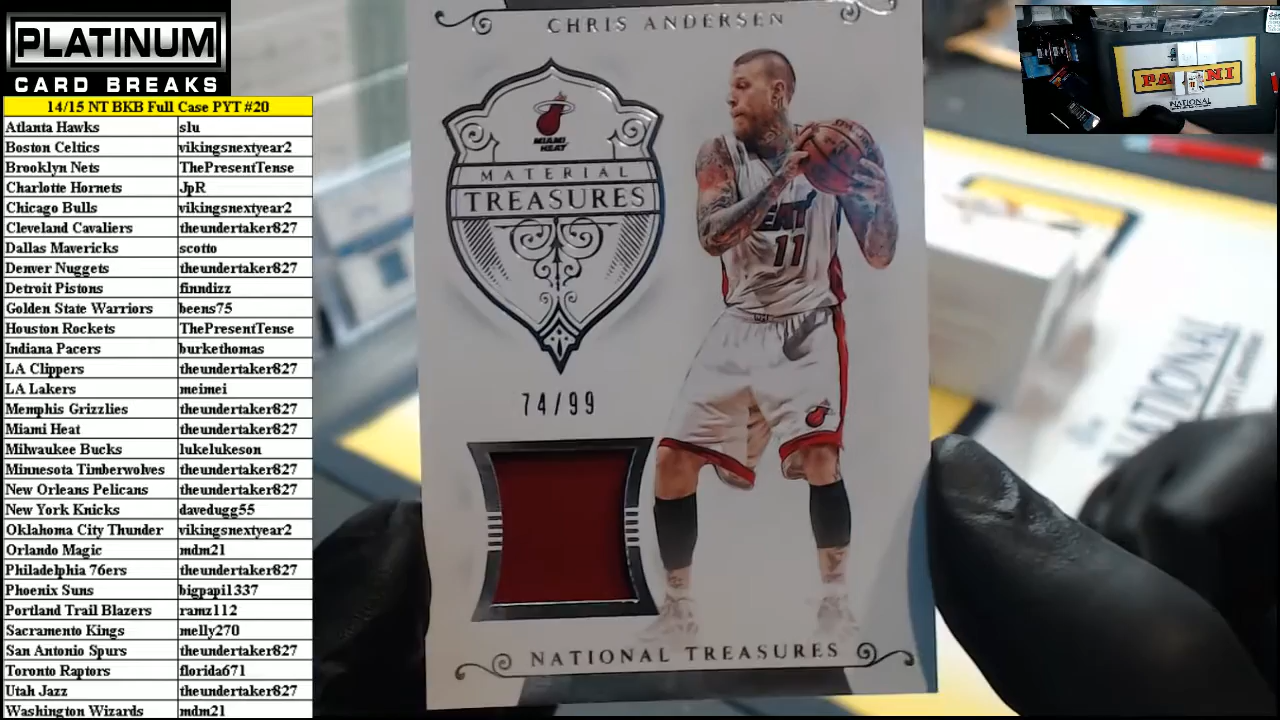 PLATINUM
CARD BREAKS
14/15 NT BKB Full Case PYT #20
Atlanta Hawks slu
Boston Celtics vikingsnextyear2
Brooklyn Nets ThePresentTense
Charlotte Hornets JpR
Chicago Bulls vikingsnextyear2
Cleveland Cavaliers theundertaker827
Dallas Mavericks scotto
Denver Nuggets theundertaker827
Detroit Pistons finndizz
Golden State Warriors beens75
Houston Rockets ThePresentTense
Indiana Pacers burkethomas
LA Clippers theundertaker827
LA Lakers meimei
Memphis Grizzlies theundertaker827
Miami Heat theundertaker827
Milwaukee Bucks lukelukeson
Minnesota Timberwolves theundertaker827
New Orleans Pelicans theundertaker827
New York Knicks davedugg55
Oklahoma City Thunder vikingsnextyear2
Orlando Magic mdm21
Philadelphia 76ers theundertaker827
Phoenix Suns bigpapi1337
Portland Trail Blazers ramz112
Sacramento Kings melly270
San Antonio Spurs theundertaker827
Toronto Raptors florida671
Utah Jazz theundertaker827
Washington Wizards mdm21
CHRIS ANDERSEN
MIAMI
HEAT
MATERIAL
TREASURES
HEAT
11
74/99
NATIONAL TREASURES
PANINI
NATIONAL
NATIONAL